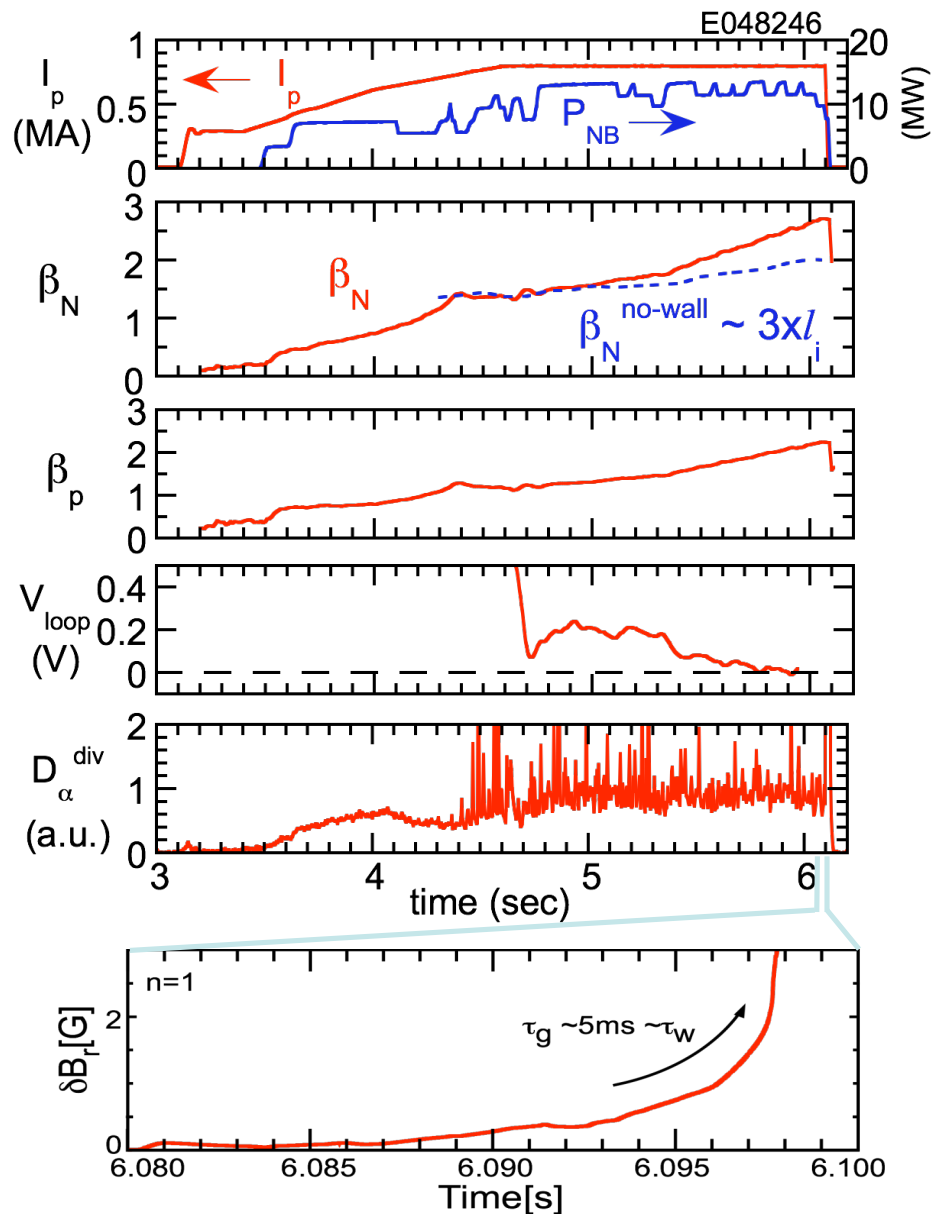 E048246
1
20
I_p
I_p
0.5
10
(MA)
P_NB
(MW)
0
0
3
2
β_N
β_N
1
β_N^no-wall ~ 3xl_i
0
3
2
β_p
1
0
0.4
V_loop
0.2
(V)
0
2
D_α^div
1
(a.u.)
0
3 4 5 6
time (sec)
n=1
2
τ_g ~5ms ~τ_w
δB_r[G]
0
6.080 6.085 6.090 6.095 6.100
Time[s]